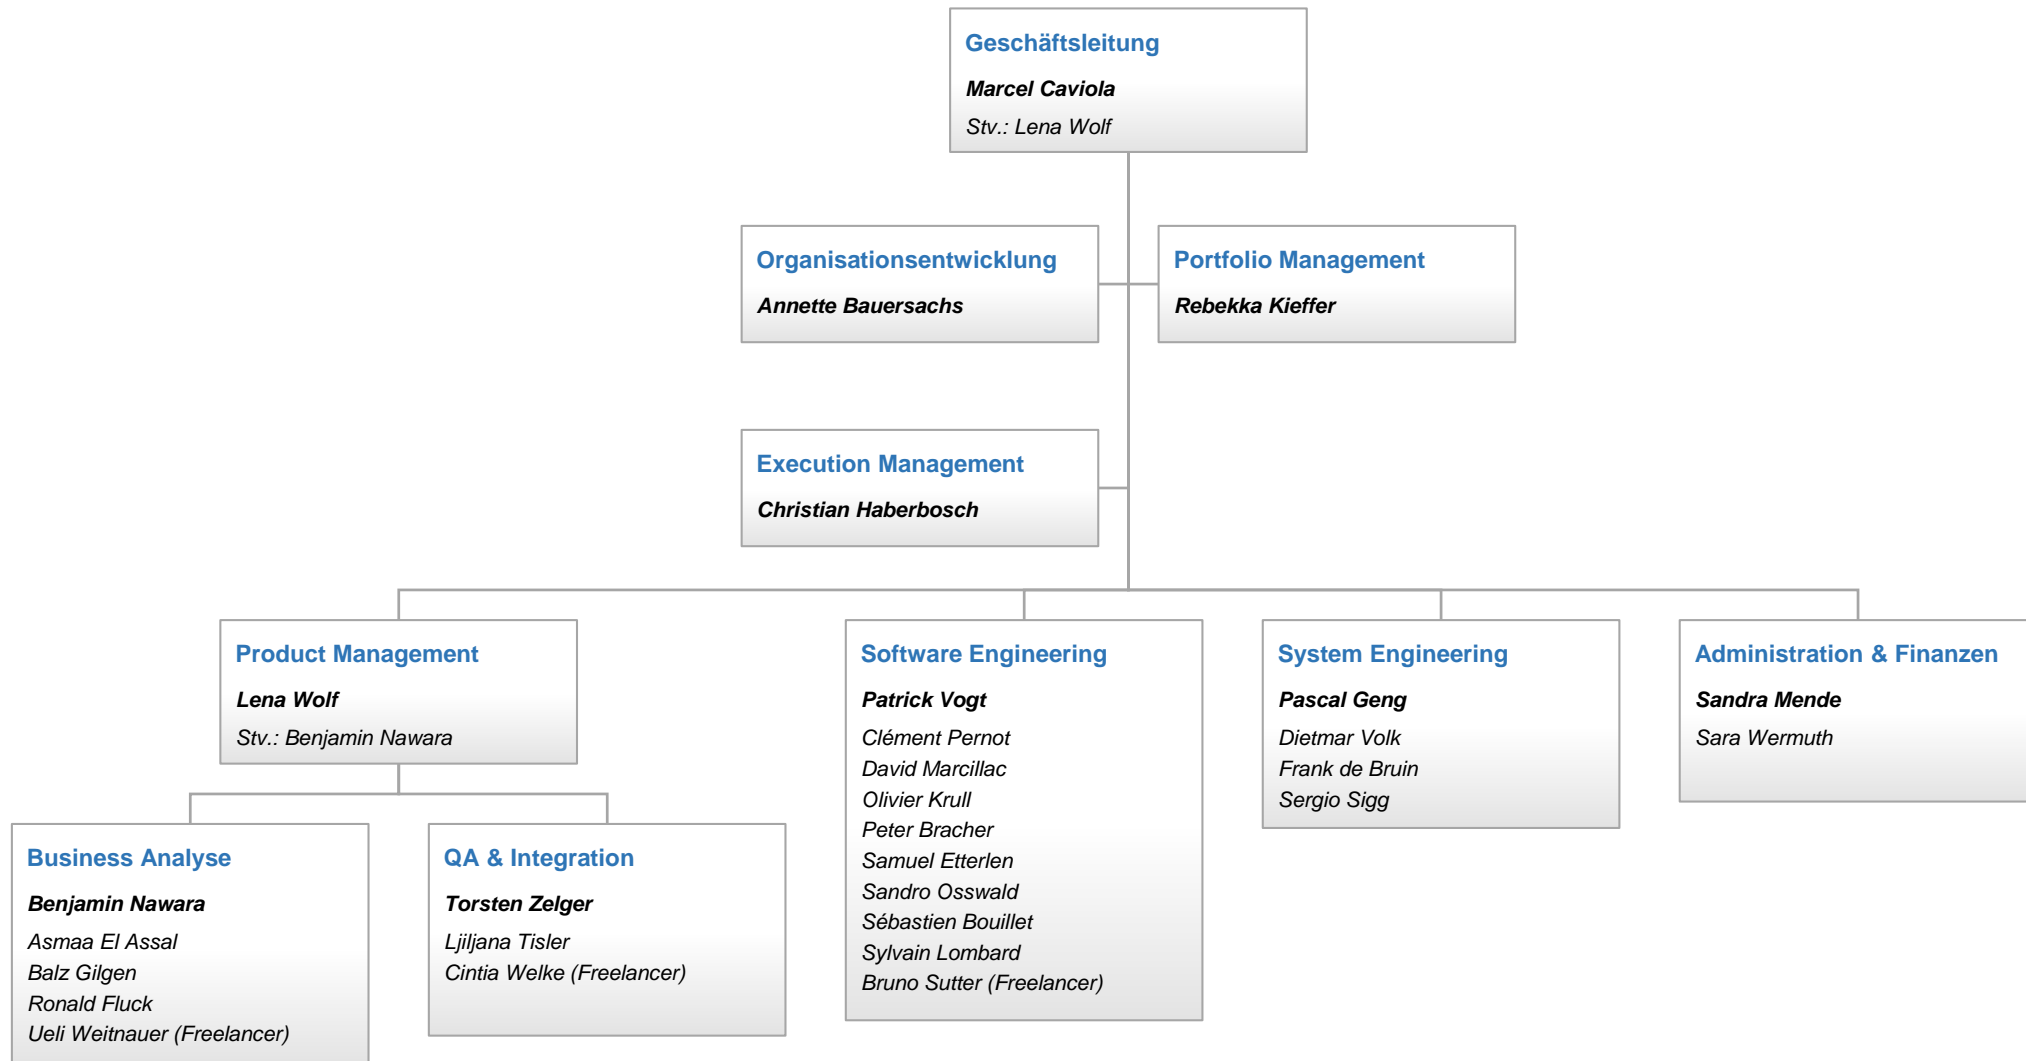 Geschäftsleitung
Marcel Caviola
Stv.: Lena Wolf
Organisationsentwicklung
Annette Bauersachs
Portfolio Management
Rebekka Kieffer
Execution Management
Christian Haberbosch
Product Management
Lena Wolf
Stv.: Benjamin Nawara
Software Engineering
Patrick Vogt
Clément Pernot
David Marcillac
Olivier Krull
Peter Bracher
Samuel Etterlen
Sandro Osswald
Sébastien Bouillet
Sylvain Lombard
Bruno Sutter (Freelancer)
System Engineering
Pascal Geng
Dietmar Volk
Frank de Bruin
Sergio Sigg
Administration & Finanzen
Sandra Mende
Sara Wermuth
Business Analyse
Benjamin Nawara
Asmaa El Assal
Balz Gilgen
Ronald Fluck
Ueli Weitnauer (Freelancer)
QA & Integration
Torsten Zelger
Ljiljana Tisler
Cintia Welke (Freelancer)